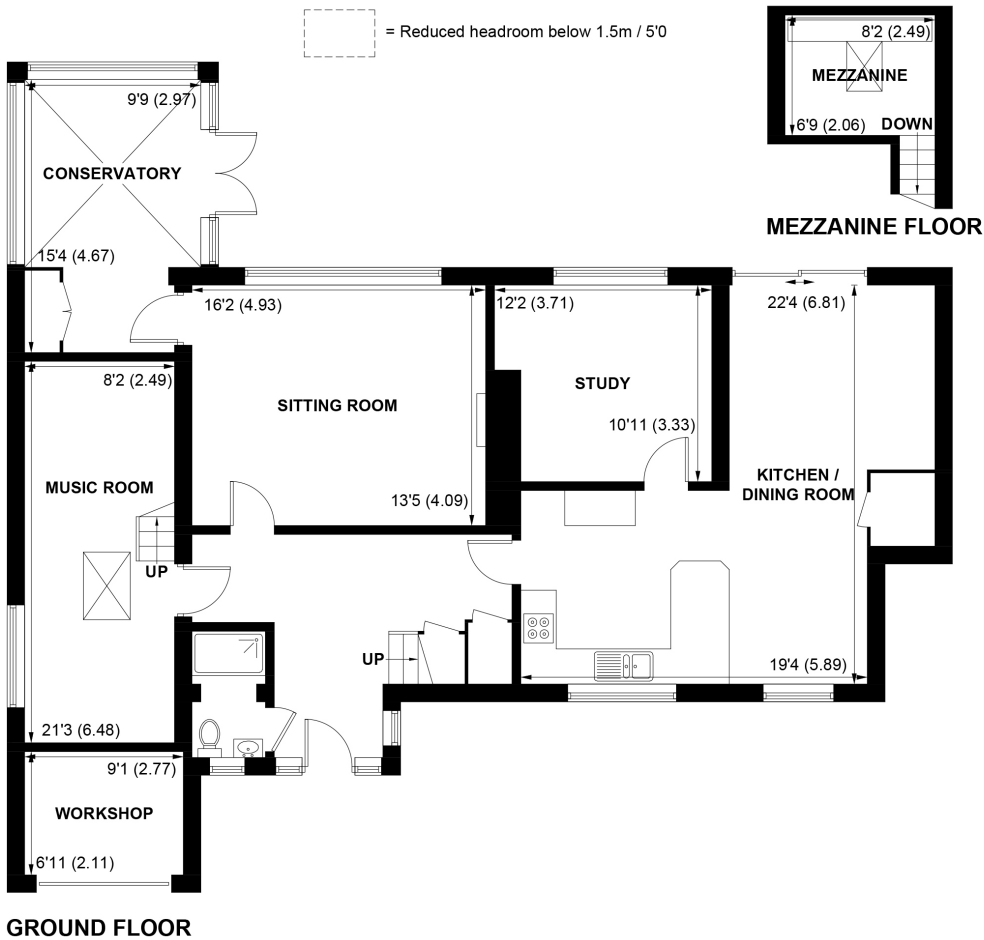 = Reduced headroom below 1.5m / 5'0
8'2 (2.49)
MEZZANINE
6'9 (2.06)
DOWN
MEZZANINE FLOOR
9'9 (2.97)
CONSERVATORY
15'4 (4.67)
16'2 (4.93)
12'2 (3.71)
22'4 (6.81)
8'2 (2.49)
SITTING ROOM
STUDY
10'11 (3.33)
MUSIC ROOM
13'5 (4.09)
KITCHEN /
DINING ROOM
UP
UP
19'4 (5.89)
21'3 (6.48)
9'1 (2.77)
WORKSHOP
6'11 (2.11)
GROUND FLOOR